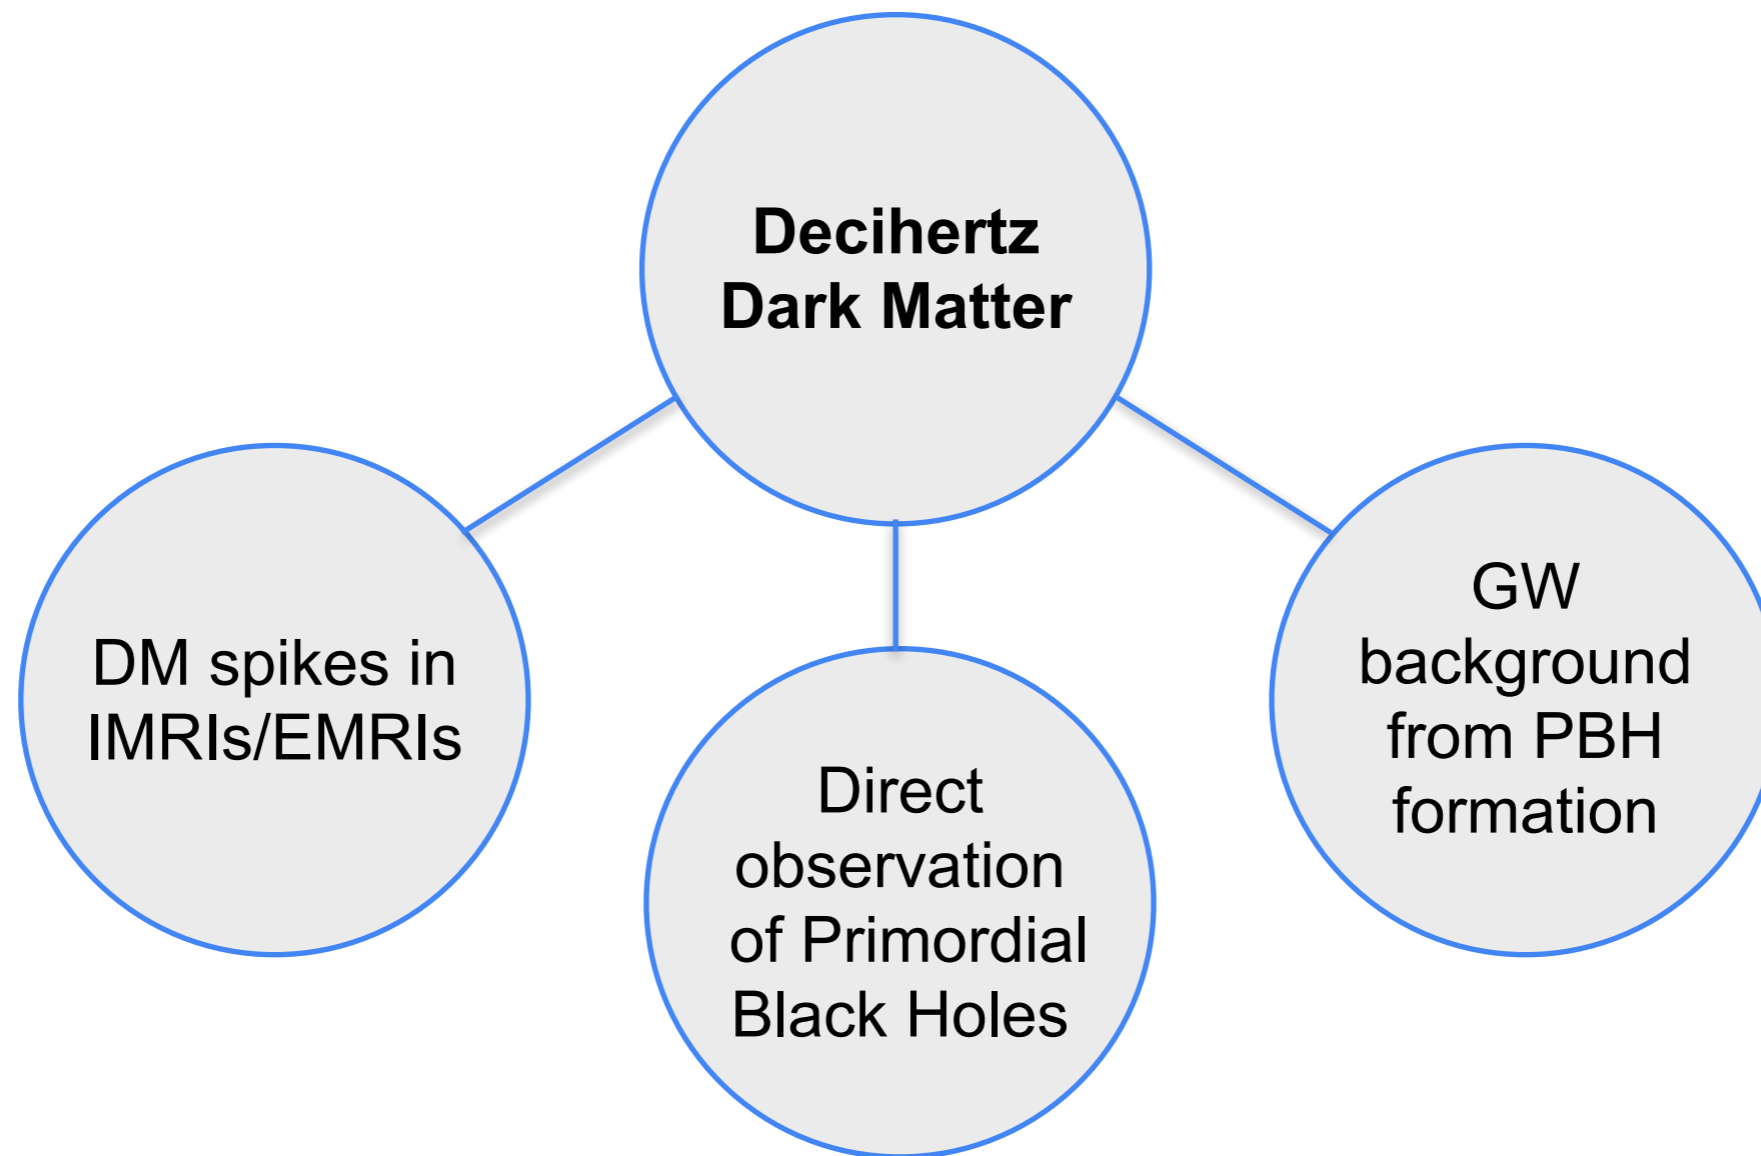 Decihertz
Dark Matter
DM spikes in
IMRIs/EMRIs
Direct
observation
of Primordial
Black Holes
GW
background
from PBH
formation